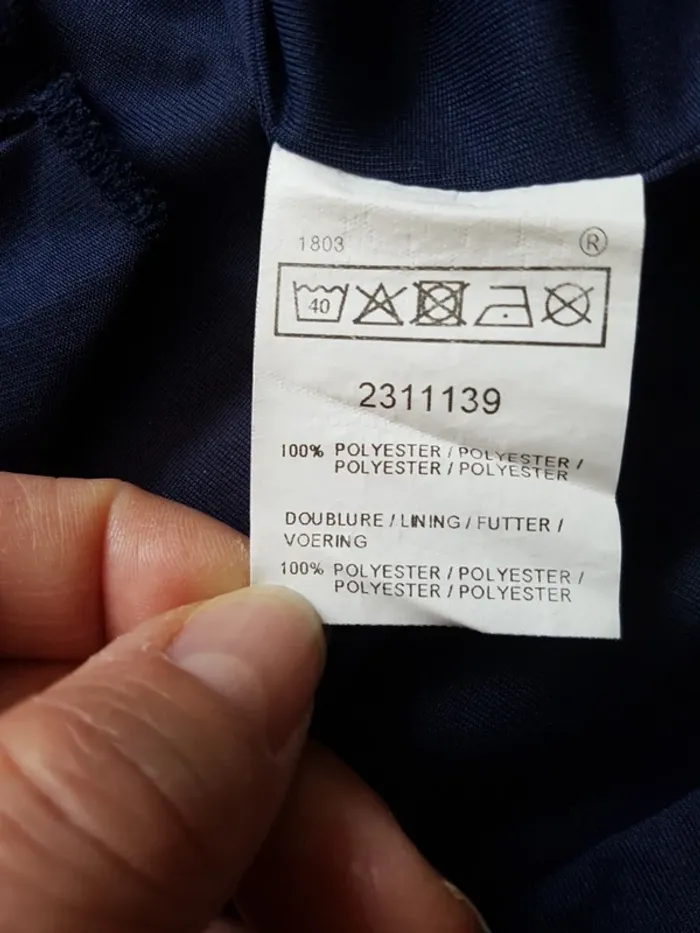 1803 ®
40
2311139
100% POLYESTER / POLYESTER /
POLYESTER / POLYESTER
DOUBLURE / LINING / FUTTER /
VOERING
100% POLYESTER / POLYESTER /
POLYESTER / POLYESTER